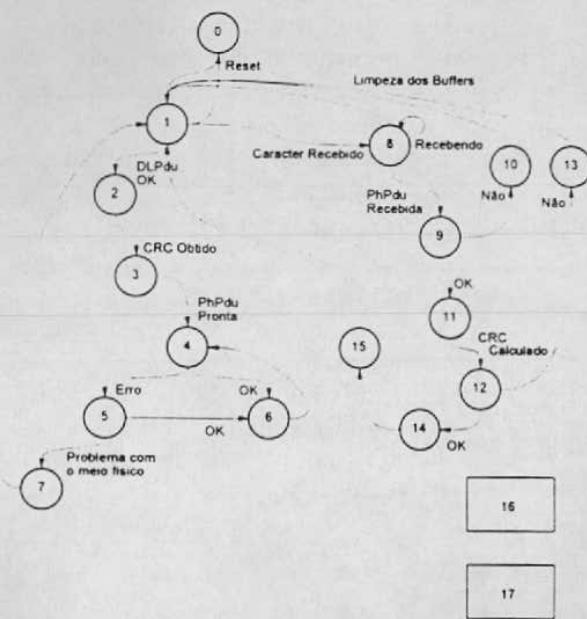 0
Reset
Limpeza dos Buffers
1
Caracter Recebido
8
Recebendo
DLPdu
OK
2
10
13
PhPdu
Recebida
Não
Não
9
CRC Obtido
3
OK
PhPdu
Pronta
11
4
15
CRC
Calculado
12
Erro
OK
5
OK
6
14
OK
Problema com
o meio fisico
7
16
17